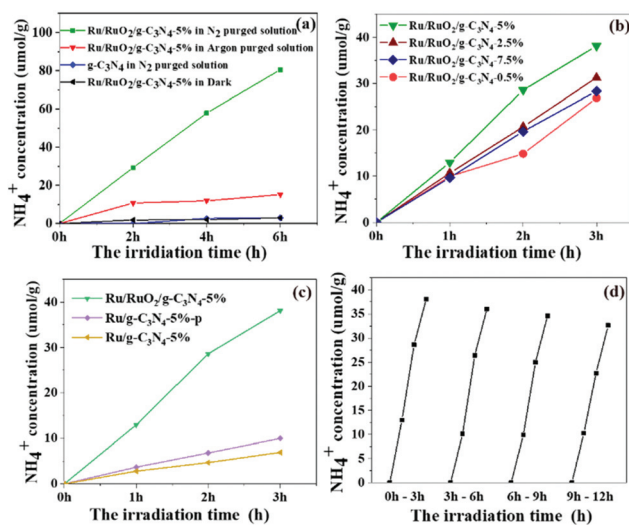 (a)
Ru/RuO2/g-C3N4-5% in N2 purged solution
Ru/RuO2/g-C3N4-5% in Argon purged solution
g-C3N4 in N2 purged solution
Ru/RuO2/g-C3N4-5% in Dark
NH4+ concentration (umol/g)
100
80
60
40
20
0
0h 2h 4h 6h
The irridiation time (h)
(b)
Ru/RuO2/g-C3N4-5%
Ru/RuO2/g-C3N4-2.5%
Ru/RuO2/g-C3N4-7.5%
Ru/RuO2/g-C3N4-0.5%
NH4+ concentration (umol/g)
40
30
20
10
0
0h 1h 2h 3h
The irridiation time (h)
(c)
Ru/RuO2/g-C3N4-5%
Ru/g-C3N4-5%-p
Ru/g-C3N4-5%
NH4+ concentration (umol/g)
40
30
20
10
0
0h 1h 2h 3h
The irridiation time (h)
(d)
NH4+ concentration (umol/g)
40
35
30
25
20
15
10
5
0
0h - 3h 3h - 6h 6h - 9h 9h - 12h
The irradiation time (h)